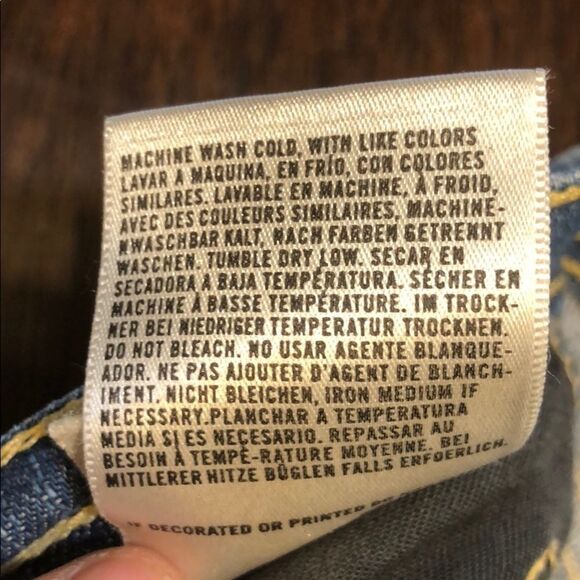 MACHINE WASH COLD, WITH LIKE COLORS
LAVAR A MAQUINA, EN FRÍO, CON COLORES
SIMILARES. LAVABLE EN MACHINE, À FROID,
AVEC DES COULEURS SIMILAIRES, MACHINE-
NWASCHBAR KALT, NACH FARBEN GETRENNT
WASCHEN. TUMBLE DRY LOW. SECAR EN
SECADORA A BAJA TEMPERATURA. SÉCHER EN
MACHINE À BASSE TEMPÉRATURE. IM TROCK-
NER BEI NIEDRIGER TEMPERATUR TROCKNEN.
DO NOT BLEACH. NO USAR AGENTE BLANQUE-
ADOR. NE PAS AJOUTER D'AGENT DE BLANCH-
IMENT. NICHT BLEICHEN, IRON MEDIUM IF
NECESSARY.PLANCHAR A TEMPERATURA
MEDIA SI ES NECESARIO. REPASSAR AU
BESOIN À TEMPÉ-RATURE MOYENNE. BEI
MITTLERER HITZE BÜGLEN FALLS ERFOERLICH.
IF DECORATED OR PRINTED